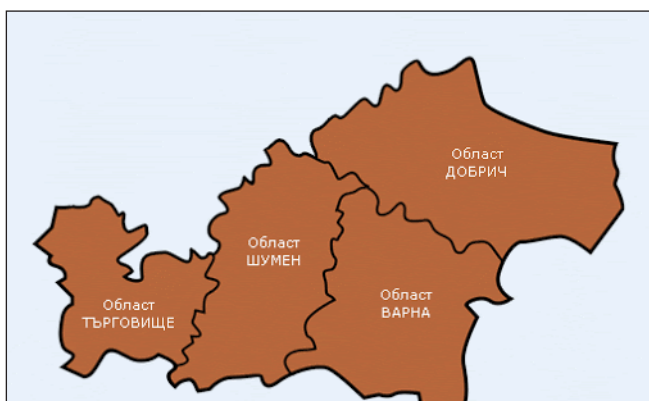 Област
ДОБРИЧ
Област
ШУМЕН
Област
ВАРНА
Област
ТЪРГОВИЩЕ